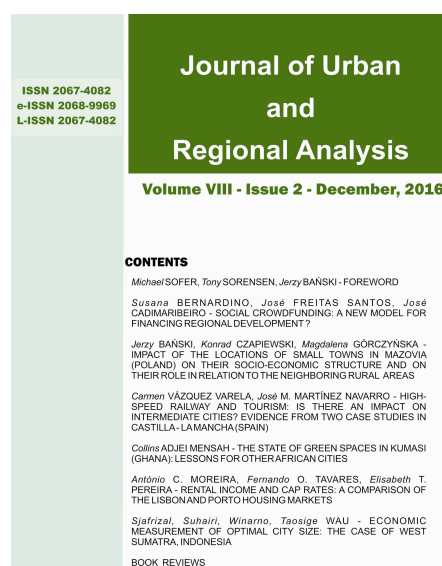 Journal of Urban
and
Regional Analysis
ISSN 2067-4082
e-ISSN 2068-9969
L-ISSN 2067-4082
Volume VIII - Issue 2 - December, 2016
CONTENTS
Michael SOFER, Tony SORENSEN, Jerzy BAŃSKI - FOREWORD
Susana BERNARDINO, José FREITAS SANTOS, José
CADIMARIBEIRO - SOCIAL CROWDFUNDING: A NEW MODEL FOR
FINANCING REGIONAL DEVELOPMENT ?
Jerzy BAŃSKI, Konrad CZAPIEWSKI, Magdalena GÓRCZYŃSKA -
IMPACT OF THE LOCATIONS OF SMALL TOWNS IN MAZOVIA
(POLAND) ON THEIR SOCIO-ECONOMIC STRUCTURE AND ON
THEIR ROLE IN RELATION TO THE NEIGHBORING RURAL AREAS
Carmen VÁZQUEZ VARELA, José M. MARTÍNEZ NAVARRO - HIGH-
SPEED RAILWAY AND TOURISM: IS THERE AN IMPACT ON
INTERMEDIATE CITIES? EVIDENCE FROM TWO CASE STUDIES IN
CASTILLA - LA MANCHA (SPAIN)
Collins ADJEI MENSAH - THE STATE OF GREEN SPACES IN KUMASI
(GHANA): LESSONS FOR OTHER AFRICAN CITIES
António C. MOREIRA, Fernando O. TAVARES, Elisabeth T.
PEREIRA - RENTAL INCOME AND CAP RATES: A COMPARISON OF
THE LISBON AND PORTO HOUSING MARKETS
Sjafrizal, Suhairi, Winarno, Taosige WAU - ECONOMIC
MEASUREMENT OF OPTIMAL CITY SIZE: THE CASE OF WEST
SUMATRA, INDONESIA
BOOK REVIEWS